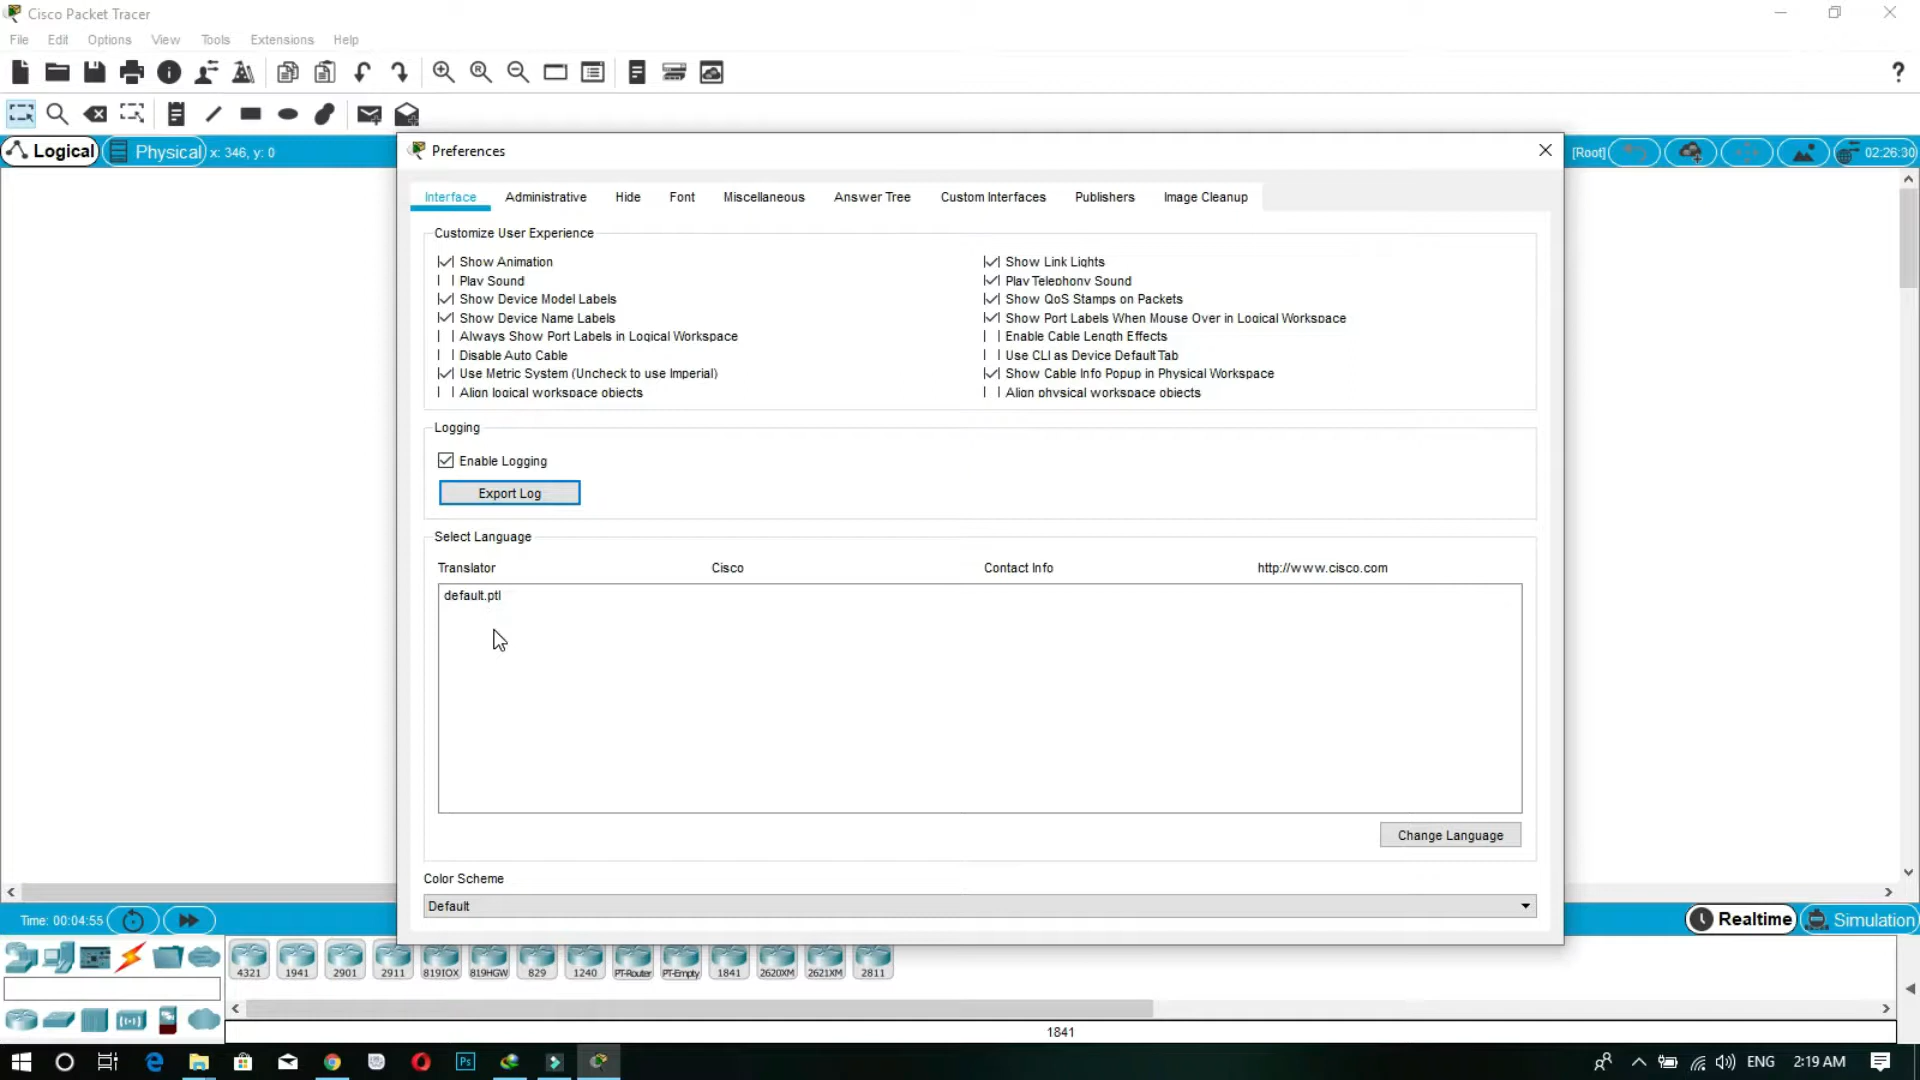 Cisco Packet Tracer
File Edit Options View Tools Extensions Help
?
Logical Physical x: 346, y: 0
[Root] 02:26:30
Preferences
Interface Administrative Hide Font Miscellaneous Answer Tree Custom Interfaces Publishers Image Cleanup
Customize User Experience
Show Animation
Show Link Lights
Play Sound
Play Telephony Sound
Show Device Model Labels
Show QoS Stamps on Packets
Show Device Name Labels
Show Port Labels When Mouse Over in Logical Workspace
Always Show Port Labels in Logical Workspace
Enable Cable Length Effects
Disable Auto Cable
Use CLI as Device Default Tab
Use Metric System (Uncheck to use Imperial)
Show Cable Info Popup in Physical Workspace
Align logical workspace objects
Align physical workspace objects
Logging
Enable Logging
Export Log
Select Language
Translator Cisco Contact Info http://www.cisco.com
default.ptl
Change Language
Color Scheme
Default
Time: 00:04:55
Realtime Simulation
4321 1941 2901 2911 819IOX 819HGW 829 1240 PT-Router PT-Empty 1841 2620XM 2621XM 2811
1841
Ps ENG 2:19 AM